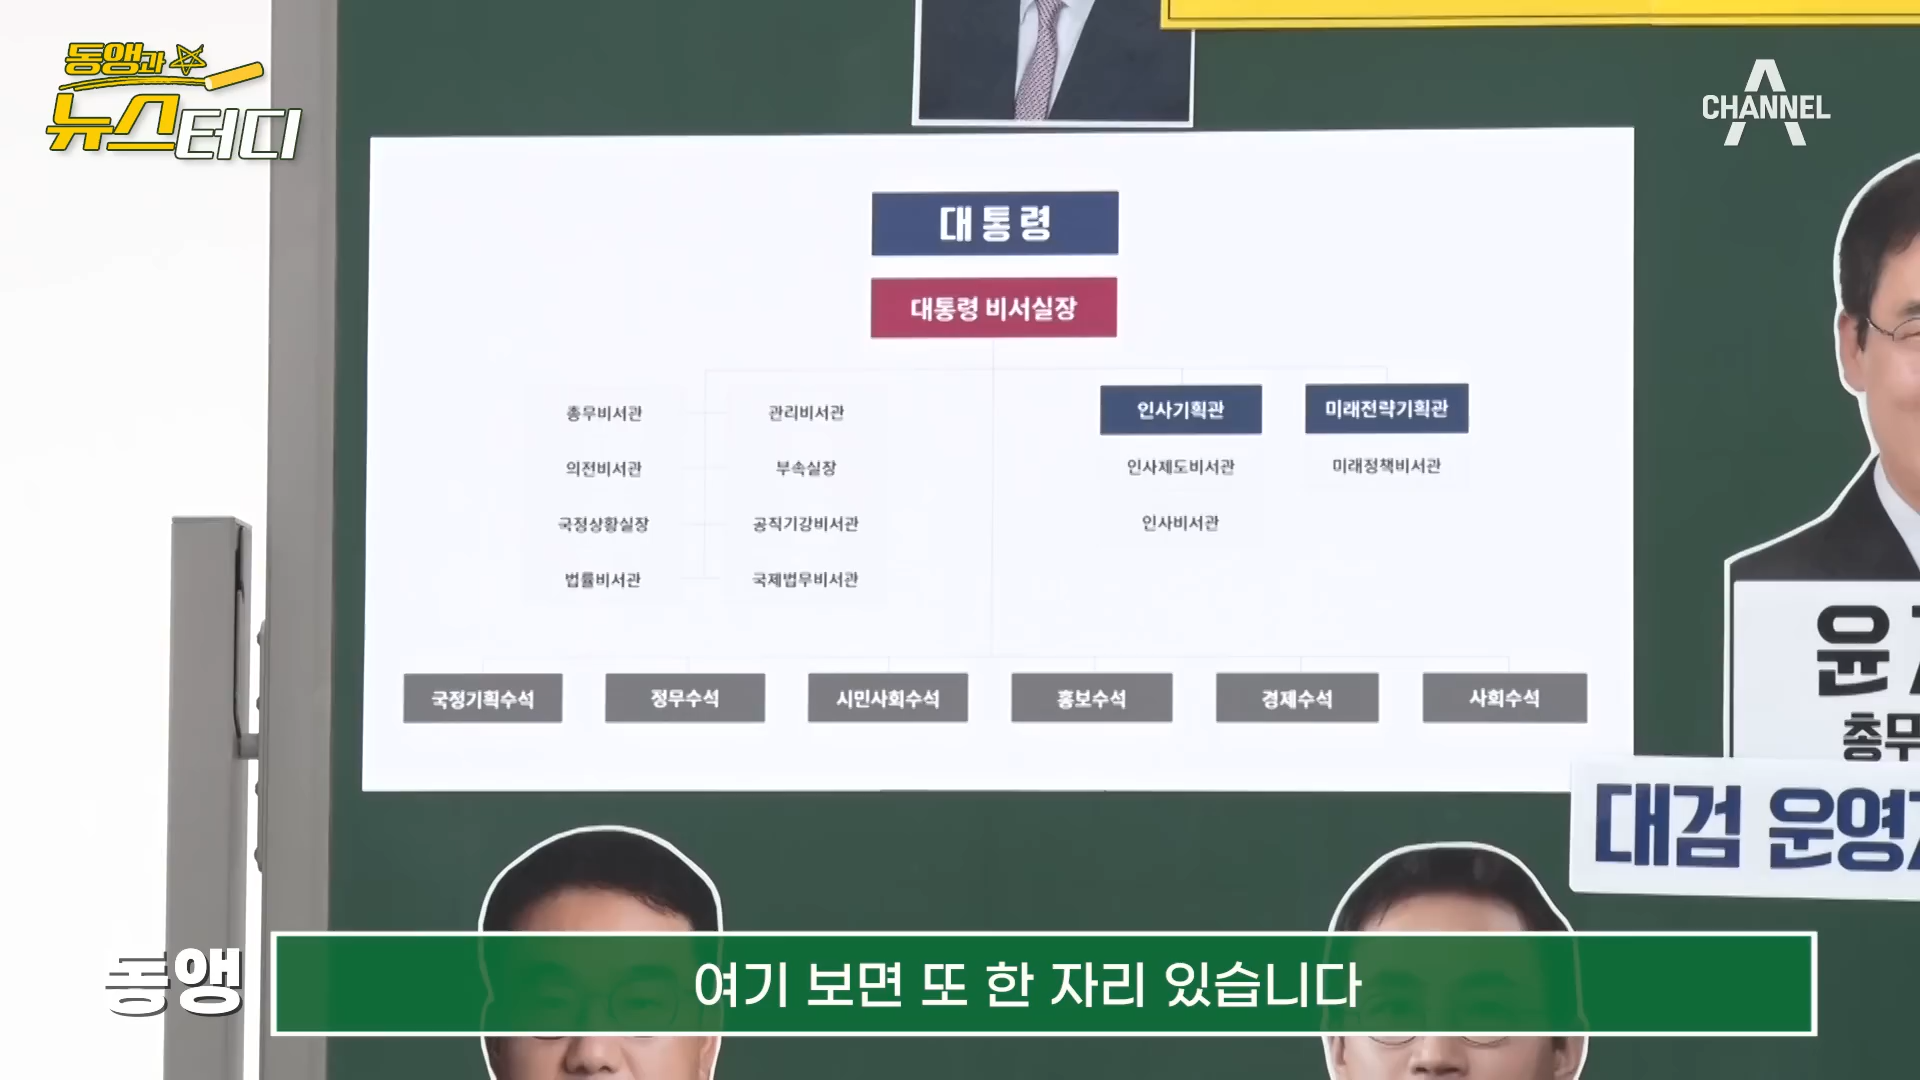 동앵과
뉴스터디
CHANNEL A
대통령
대통령 비서실장
총무비서관
관리비서관
의전비서관
부속실장
국정상황실장
공직기강비서관
법률비서관
국제법무비서관
인사기획관
미래전략기획관
인사제도비서관
미래정책비서관
인사비서관
국정기획수석
정무수석
시민사회수석
홍보수석
경제수석
사회수석
윤
총무
대검 운영
동앵
여기 보면 또 한 자리 있습니다